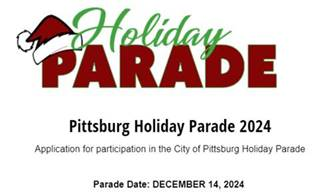 Holiday
PARADE
Pittsburg Holiday Parade 2024
Application for participation in the City of Pittsburg Holiday Parade
Parade Date: DECEMBER 14, 2024